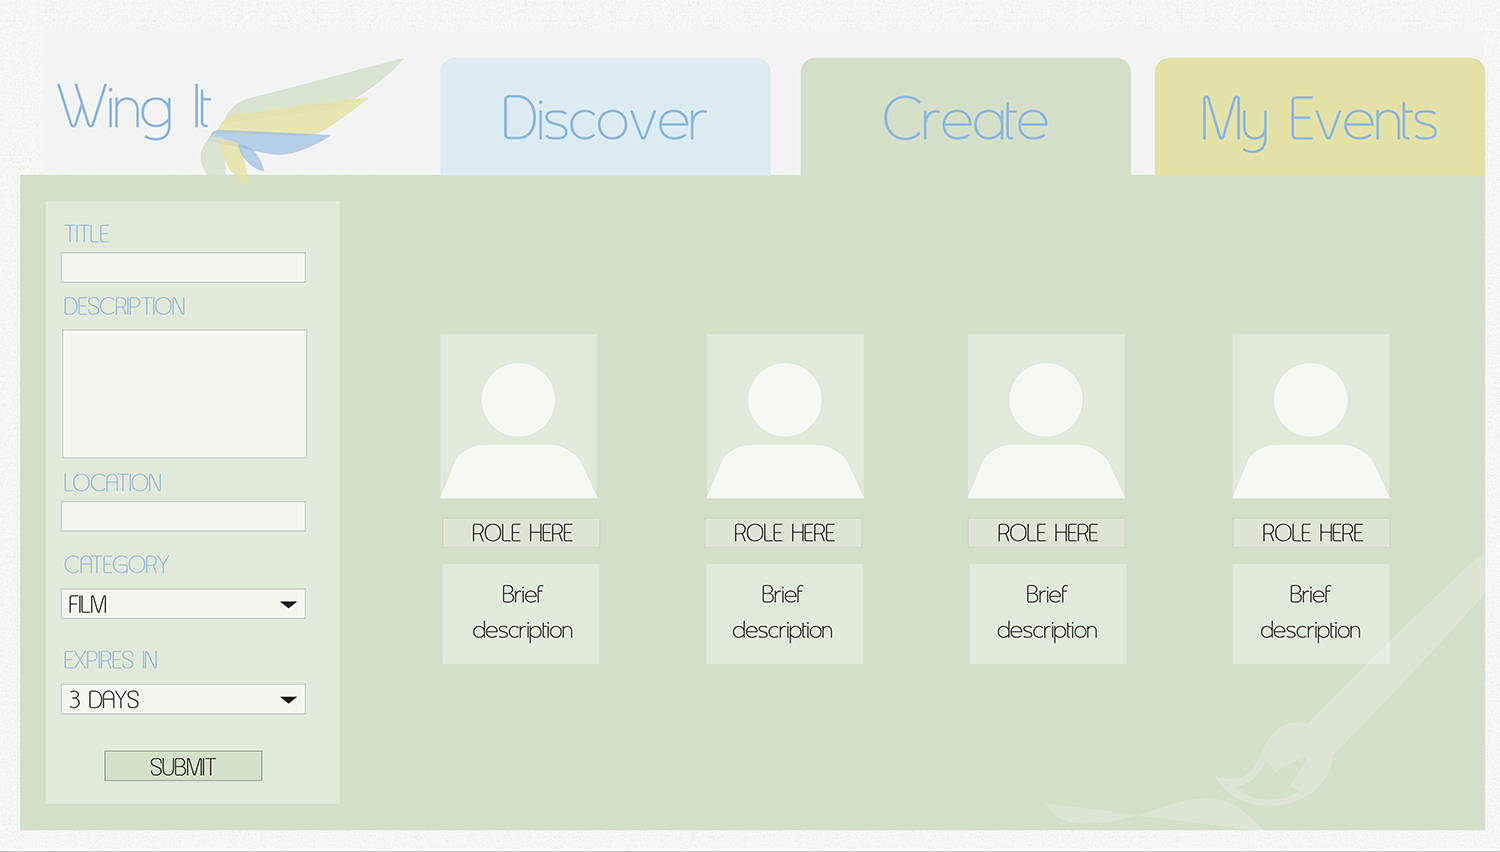 Wing It
Discover
Create
My Events
TITLE
DESCRIPTION
LOCATION
CATEGORY
FILM
EXPIRES IN
3 DAYS
SUBMIT
ROLE HERE
Brief
description
ROLE HERE
Brief
description
ROLE HERE
Brief
description
ROLE HERE
Brief
description